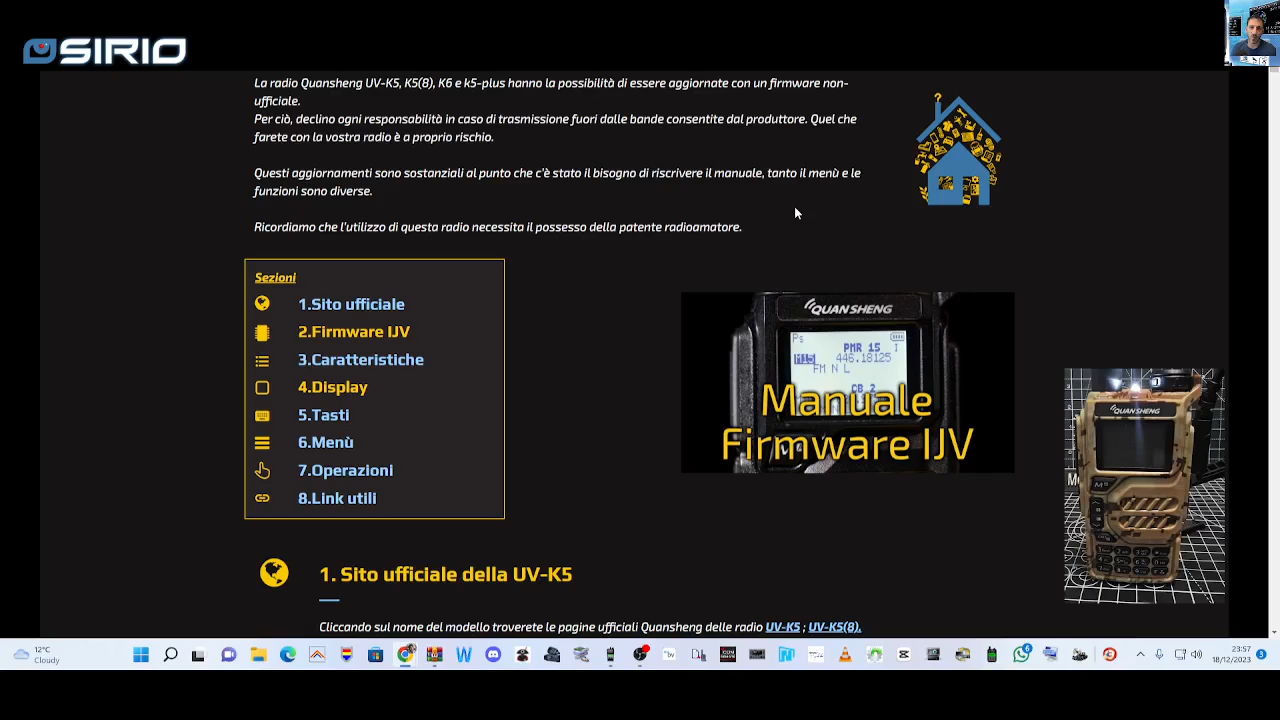 SIRIO
La radio Quansheng UV-K5, K5(8), K6 e k5-plus hanno la possibilità di essere aggiornate con un firmware non-
ufficiale.
Per ciò, declino ogni responsabilità in caso di trasmissione fuori dalle bande consentite dal produttore. Quel che
farete con la vostra radio è a proprio rischio.
Questi aggiornamenti sono sostanziali al punto che c'è stato il bisogno di riscrivere il manuale, tanto il menù e le
funzioni sono diverse.
Ricordiamo che l'utilizzo di questa radio necessita il possesso della patente radioamatore.
Sezioni
1.Sito ufficiale
2.Firmware IJV
3.Caratteristiche
4.Display
5.Tasti
6.Menù
7.Operazioni
8.Link utili
QUANSHENG
Ps
PMR 15 I
446.18125
FM N L
CB 2
Manuale
Firmware IJV
QUANSHENG
1. Sito ufficiale della UV-K5
Cliccando sul nome del modello troverete le pagine ufficiali Quansheng delle radio UV-K5 ; UV-K5(8).
12°C
Cloudy
23:57
18/12/2023